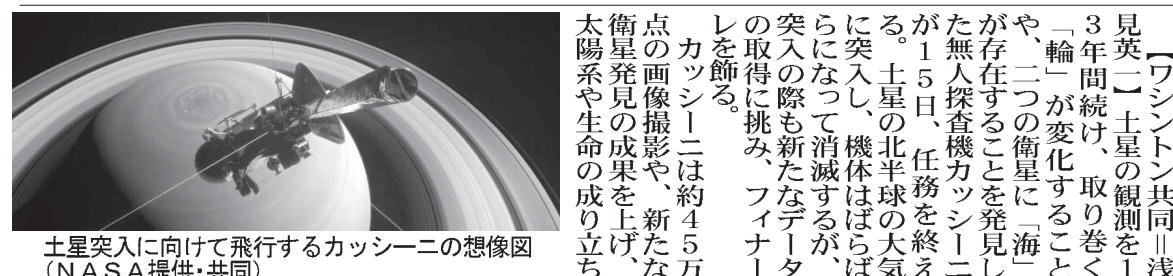 【ワシントン共同＝浅
見英一】土星の観測を１
３年間続け、取り巻く
「輪」が変化すること
や、二つの衛星に「海」
が存在することを発見し
た無人探査機カッシーニ
が１５日、任務を終え
る。土星の北半球の大気
に突入し、機体はばらば
らになって消滅するが、
突入の際も新たなデータ
の取得に挑み、フィナー
レを飾る。
カッシーニは約４５万
点の画像撮影や、新たな
衛星発見の成果を上げ、
太陽系や生命の成り立ち
土星突入に向けて飛行するカッシーニの想像図
（ＮＡＳＡ提供・共同）